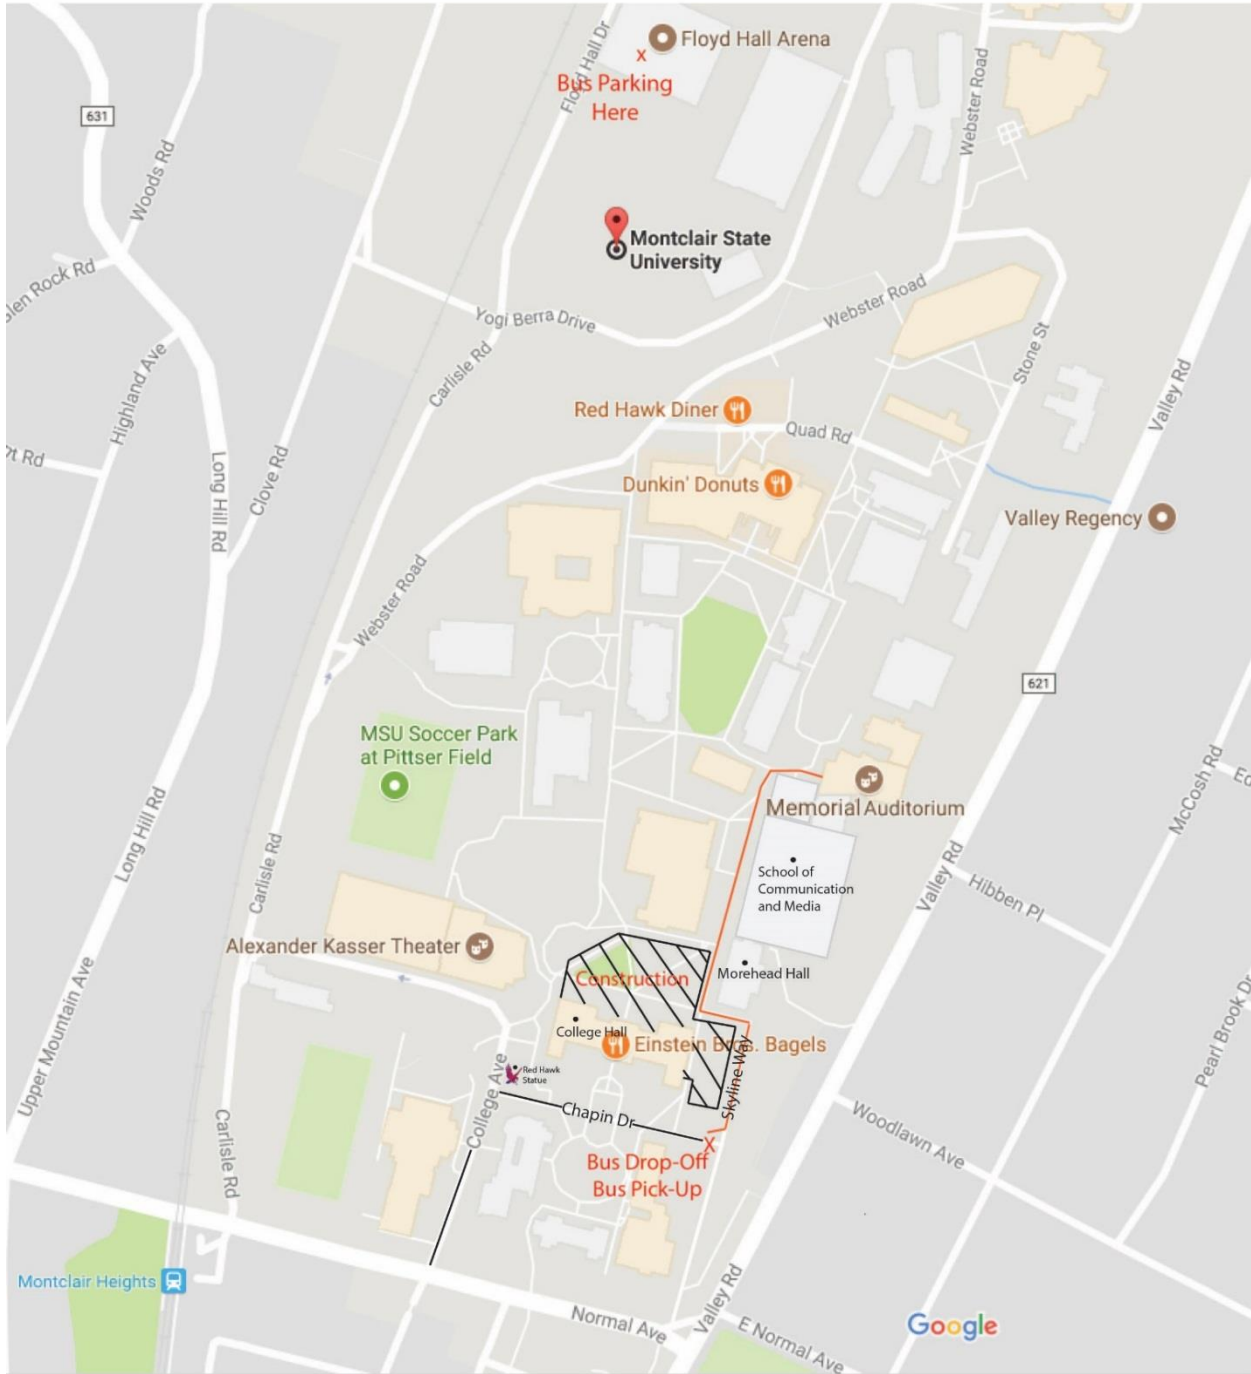 Floyd Hall Arena
x
Bus Parking
Here
Floyd Hall Dr
Webster Road
631
Woods Rd
Montclair State
University
Glen Rock Rd
Yogi Berra Drive
Webster Road
Carlisle Rd
Stone St
Highland Ave
Valley Rd
Red Hawk Diner
Quad Rd
Long Hill Rd
Clove Rd
Dunkin' Donuts
Valley Regency
Webster Road
621
MSU Soccer Park
at Pittser Field
McCosh Rd
Memorial Auditorium
Long Hill Rd
Carlisle Rd
School of
Communication
and Media
Valley Rd
Hibben Pl
Alexander Kasser Theater
Construction
Morehead Hall
Upper Mountain Ave
College Hall
Einstein Bros. Bagels
Skyline Way
Pearl Brook Dr
Red Hawk
Statue
College Ave
Chapin Dr
X
Woodlawn Ave
Carlisle Rd
Bus Drop-Off
Bus Pick-Up
Montclair Heights
Valley Rd
Normal Ave
E Normal Ave
Google